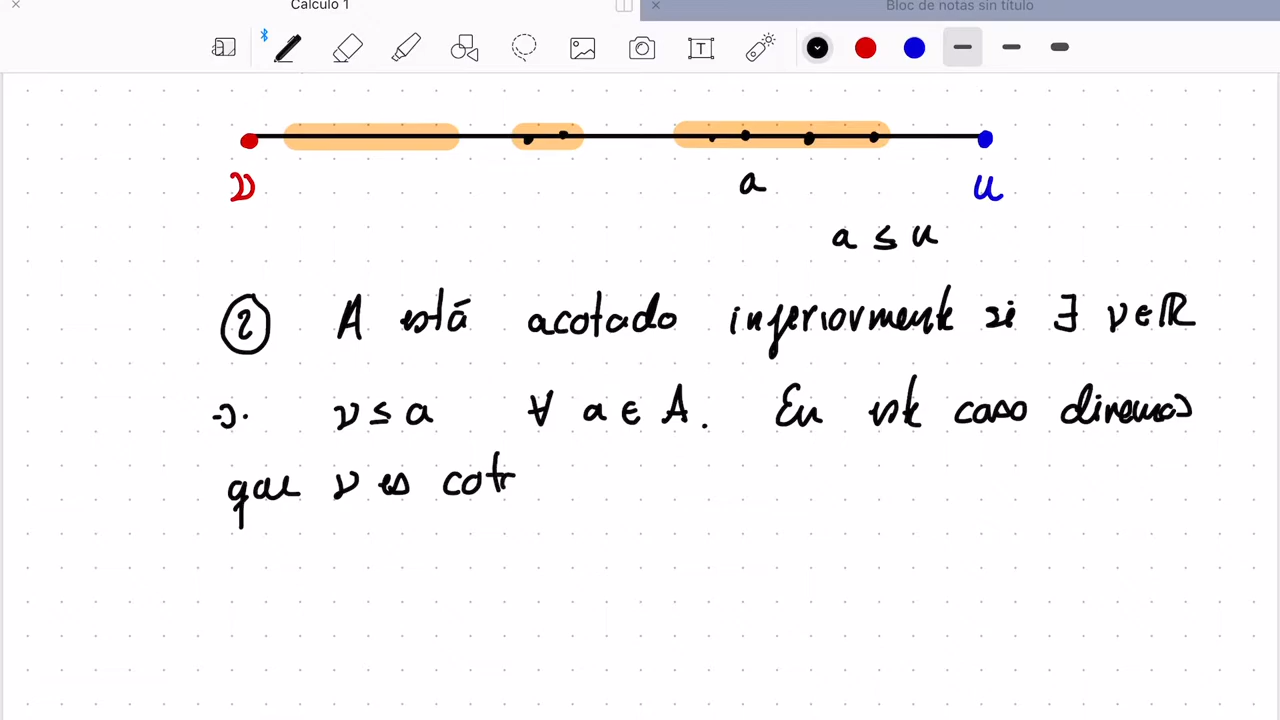 Calculo 1
Bloc de notas sin título
T
ν a u
a ≤ u
② A está acotado inferiormente si ∃ ν∈ℝ
ν ≤ a ∀ a ∈ A. En este caso diremos
que ν es cot